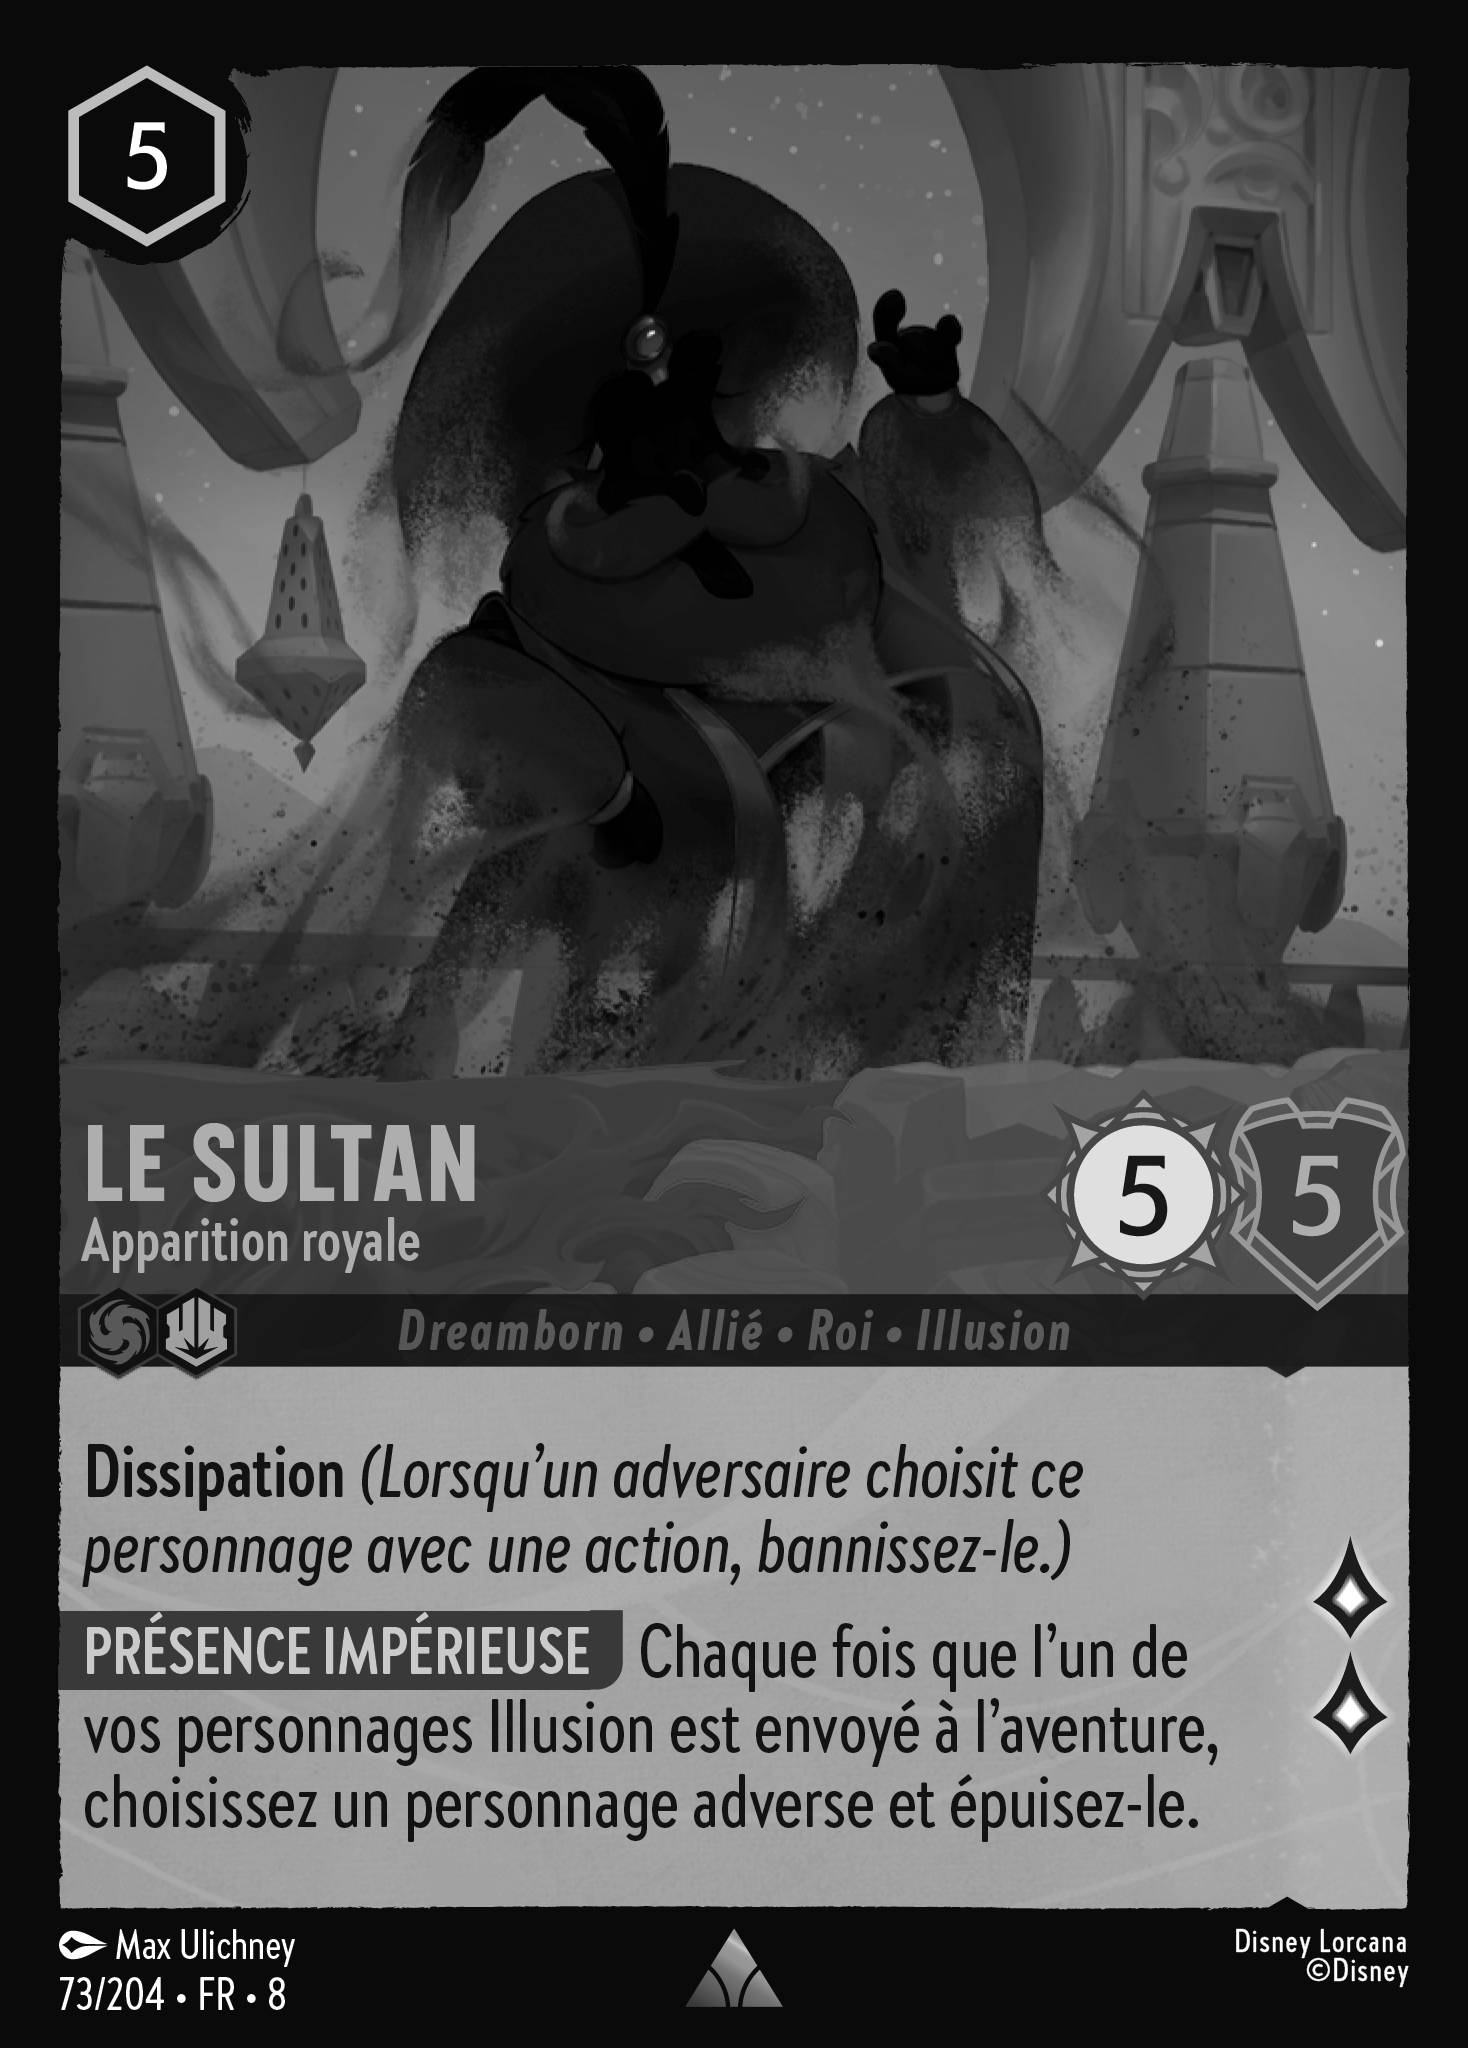 5
LE SULTAN
Apparition royale
5 5
Dreamborn • Allié • Roi • Illusion
Dissipation (Lorsqu’un adversaire choisit ce
personnage avec une action, bannissez-le.)
PRÉSENCE IMPÉRIEUSE Chaque fois que l’un de
vos personnages Illusion est envoyé à l’aventure,
choisissez un personnage adverse et épuisez-le.
Max Ulichney
73/204 • FR • 8
Disney Lorcana
©Disney